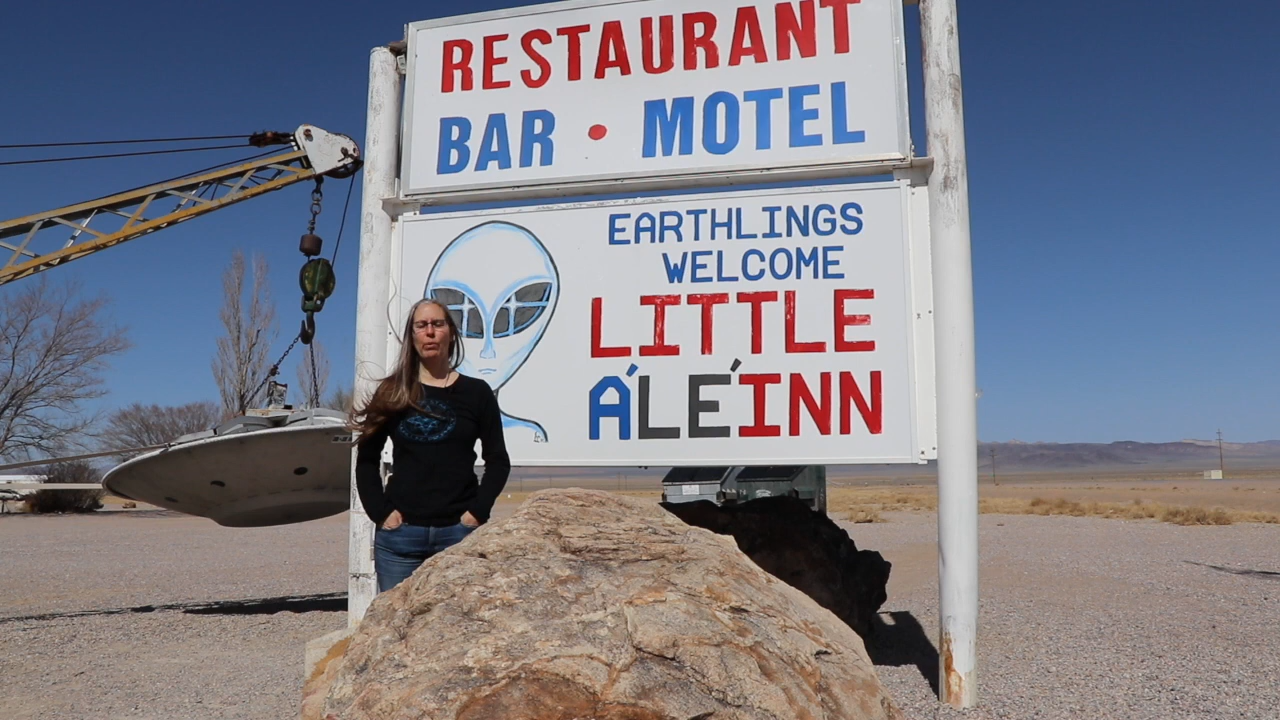 RESTAURANT
BAR • MOTEL
EARTHLINGS
WELCOME
LITTLE
A'LE'INN